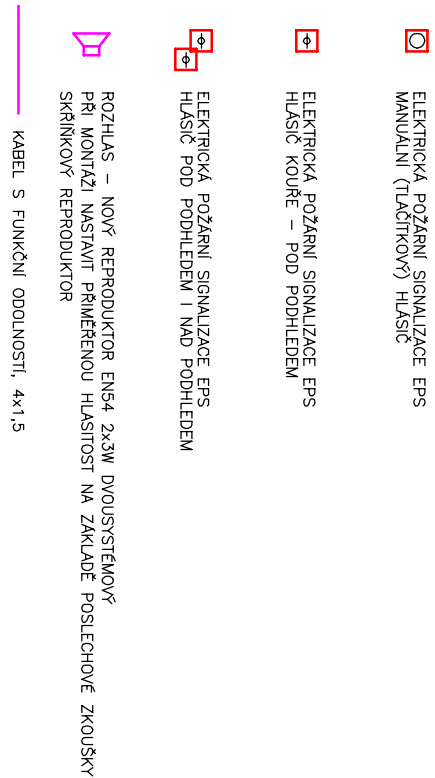 ELEKTRICKÁ POŽÁRNÍ SIGNALIZACE EPS
MANUÁLNÍ (TLAČÍTKOVÝ) HLÁSIČ
ELEKTRICKÁ POŽÁRNÍ SIGNALIZACE EPS
HLÁSIČ KOUŘE – POD PODHLEDEM
ELEKTRICKÁ POŽÁRNÍ SIGNALIZACE EPS
HLÁSIČ POD PODHLEDEM I NAD PODHLEDEM
ROZHLAS – NOVÝ REPRODUKTOR EN54 2x3W DVOUSYSTÉMOVÝ
PŘI MONTÁŽI NASTAVIT PŘIMĚŘENOU HLASITOST NA ZÁKLADĚ POSLECHOVÉ ZKOUŠKY
SKŘÍŇKOVÝ REPRODUKTOR
KABEL S FUNKČNÍ ODOLNOSTÍ, 4x1,5